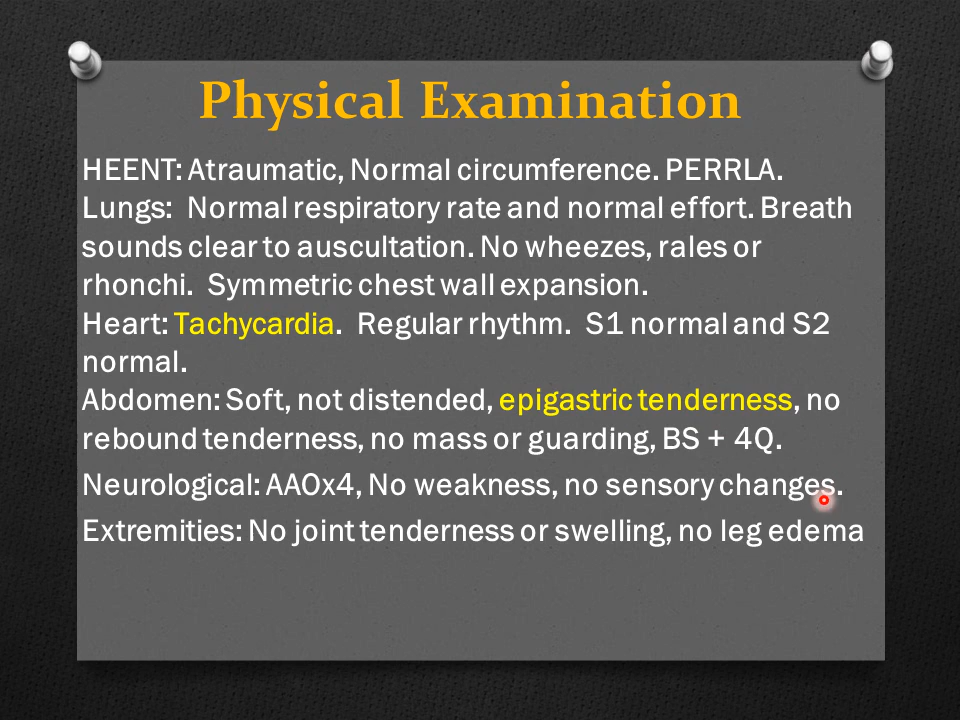 Physical Examination
HEENT: Atraumatic, Normal circumference. PERRLA.
Lungs:  Normal respiratory rate and normal effort. Breath
sounds clear to auscultation. No wheezes, rales or
rhonchi.  Symmetric chest wall expansion.
Heart: Tachycardia.  Regular rhythm.  S1 normal and S2
normal.
Abdomen: Soft, not distended, epigastric tenderness, no
rebound tenderness, no mass or guarding, BS + 4Q.
Neurological: AAOx4, No weakness, no sensory changes.
Extremities: No joint tenderness or swelling, no leg edema